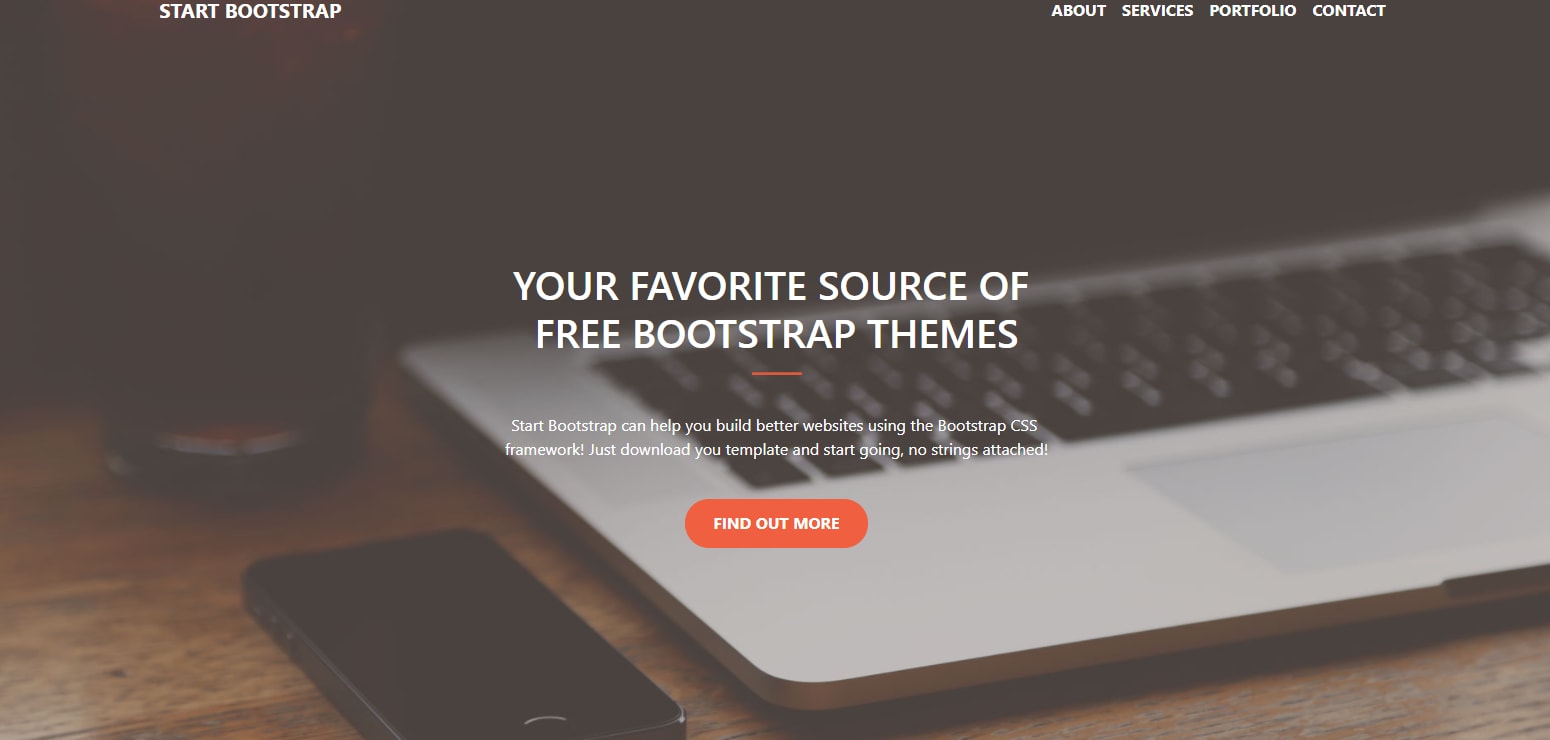 START BOOTSTRAP
ABOUT SERVICES PORTFOLIO CONTACT
YOUR FAVORITE SOURCE OF
FREE BOOTSTRAP THEMES
Start Bootstrap can help you build better websites using the Bootstrap CSS
framework! Just download you template and start going, no strings attached!
FIND OUT MORE